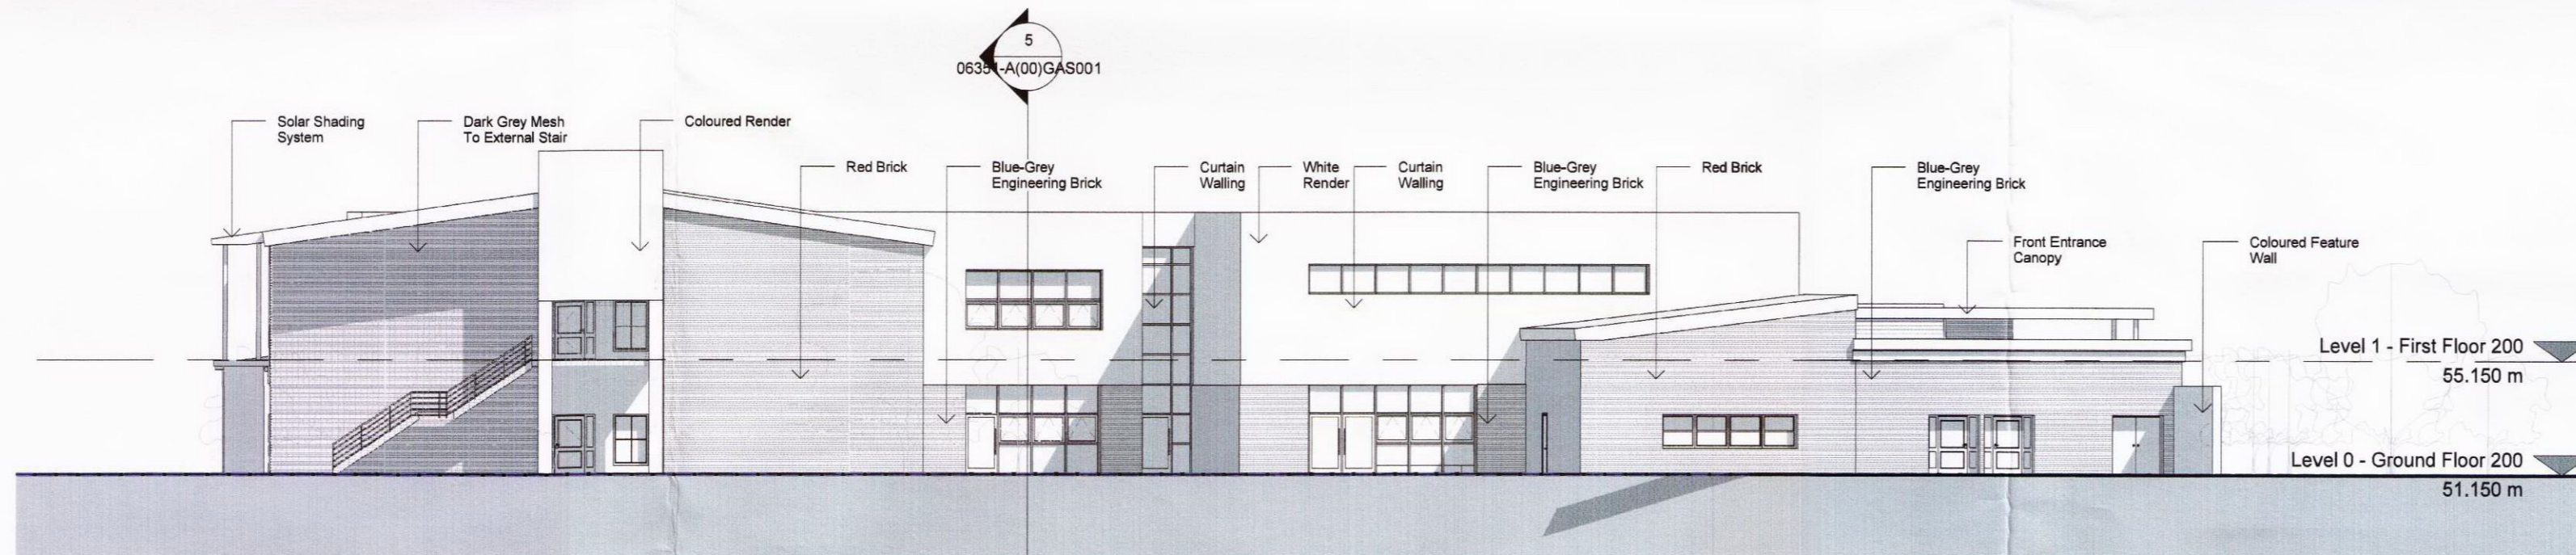 5
06351-A(00)GAS001
Solar Shading
System
Dark Grey Mesh
To External Stair
Coloured Render
Red Brick
Blue-Grey
Engineering Brick
Curtain
Walling
White
Render
Curtain
Walling
Blue-Grey
Engineering Brick
Red Brick
Blue-Grey
Engineering Brick
Front Entrance
Canopy
Coloured Feature
Wall
Level 1 - First Floor 200
55.150 m
Level 0 - Ground Floor 200
51.150 m